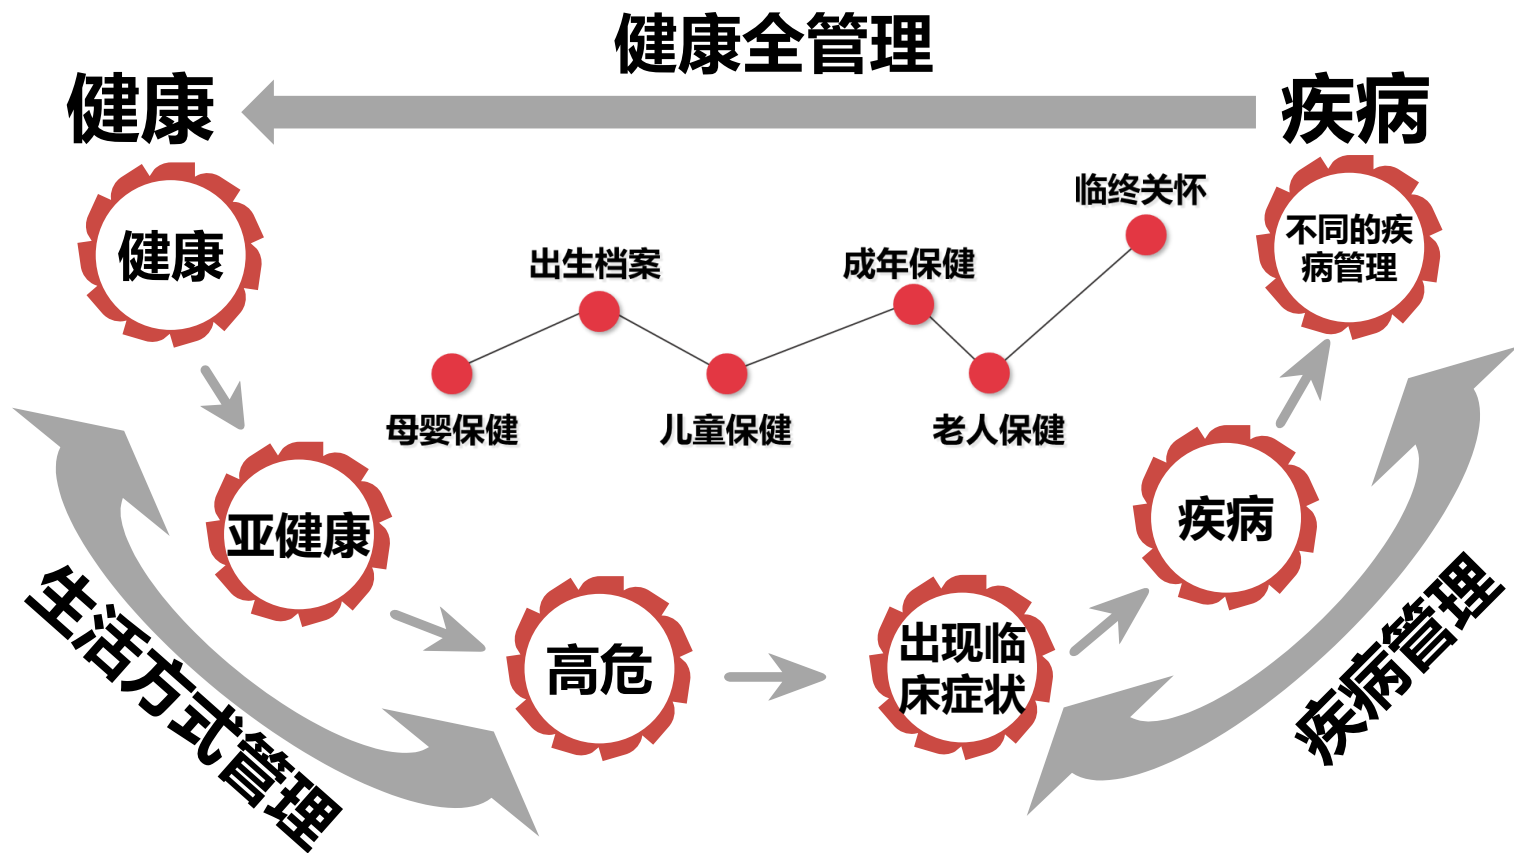 健康全管理
健康
疾病
健康
临终关怀
不同的疾
病管理
出生档案
成年保健
母婴保健
儿童保健
老人保健
亚健康
疾病
高危
出现临
床症状
生活方式管理
疾病管理